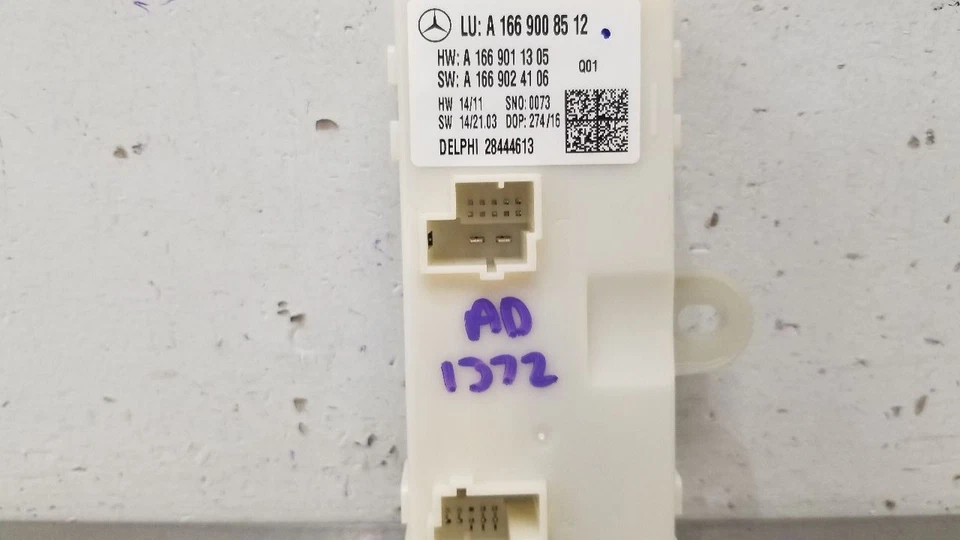 LU: A 166 900 85 12
HW: A 166 901 13 05
SW: A 166 902 41 06
Q01
HW 14/11 SNO: 0073
SW 14/21.03 DOP: 274/16
DELPHI 28444613
AD
1372